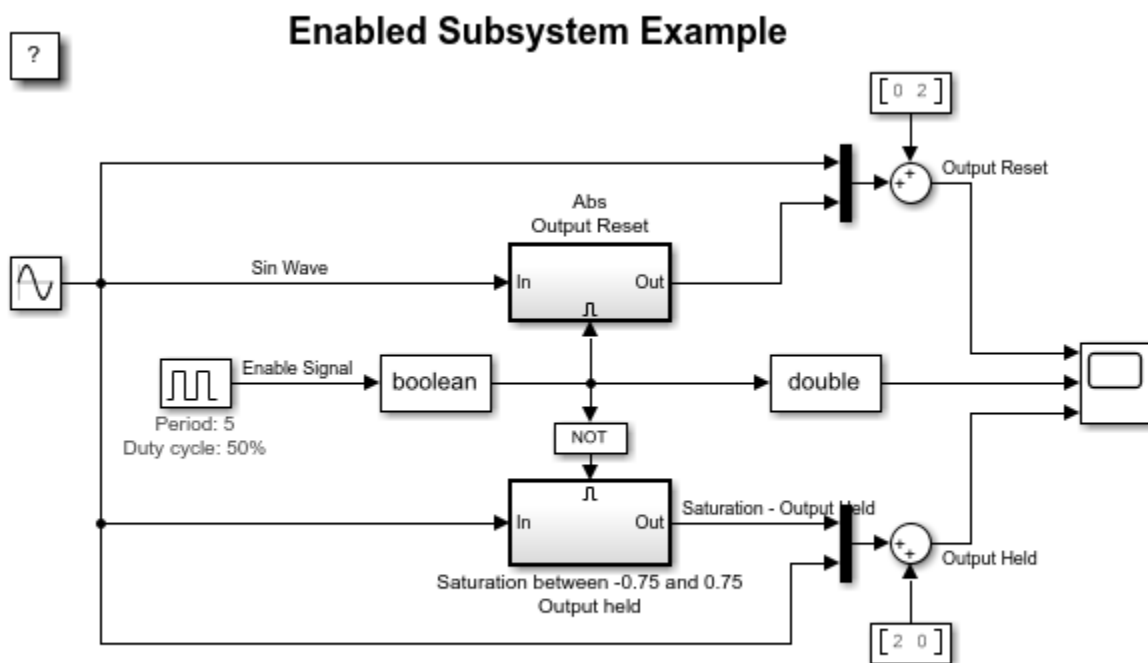 Enabled Subsystem Example
?
[ 0 2 ]
Output Reset
Abs
Output Reset
Sin Wave
In
Out
Enable Signal
boolean
double
Period: 5
Duty cycle: 50%
NOT
In
Out
Saturation - Output Held
Output Held
Saturation between -0.75 and 0.75
Output held
[ 2 0 ]